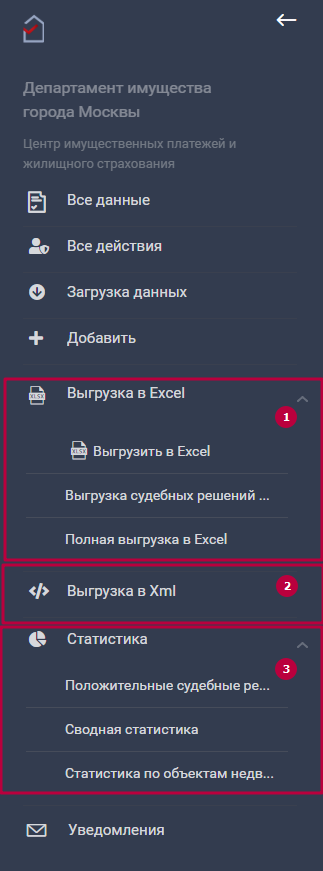 Департамент имущества
города Москвы
Центр имущественных платежей и
жилищного страхования
Все данные
Все действия
Загрузка данных
Добавить
XLSX Выгрузка в Excel
1
XLSX Выгрузить в Excel
Выгрузка судебных решений ...
Полная выгрузка в Excel
Выгрузка в Xml
2
Статистика
3
Положительные судебные ре...
Сводная статистика
Статистика по объектам недв...
Уведомления